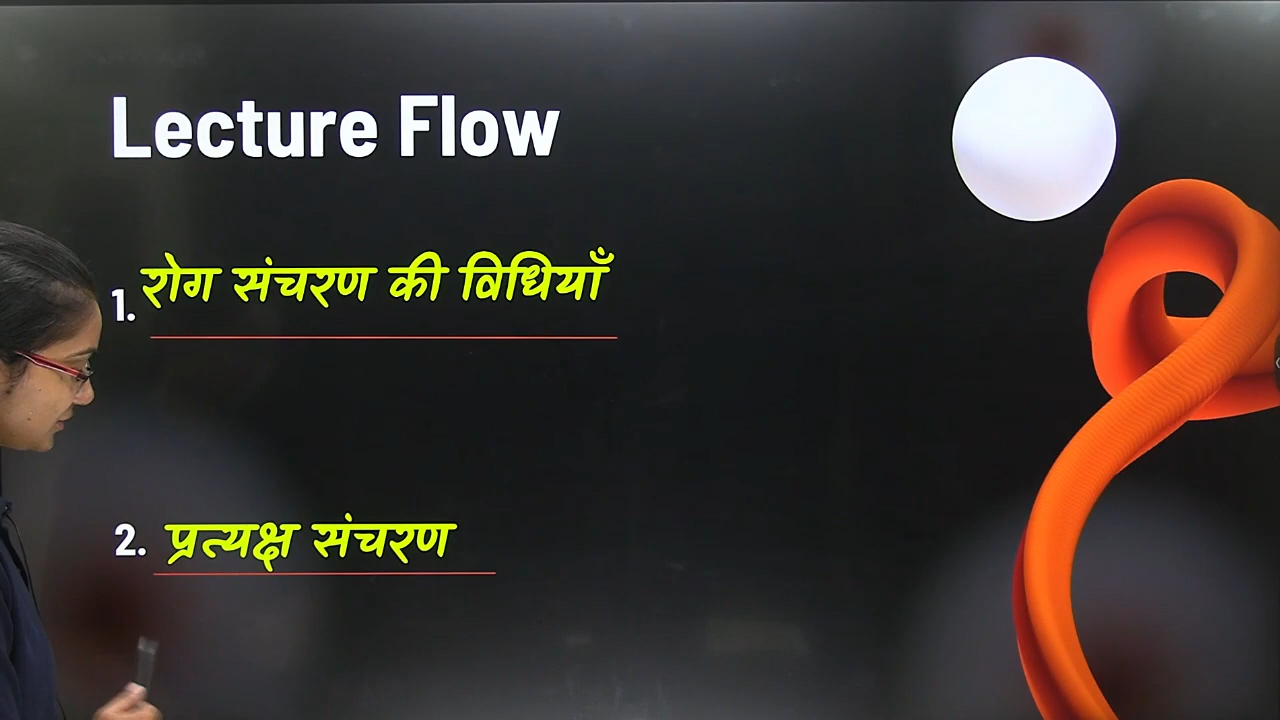 Lecture Flow
1. रोग संचरण की विधियाँ
2. प्रत्यक्ष संचरण